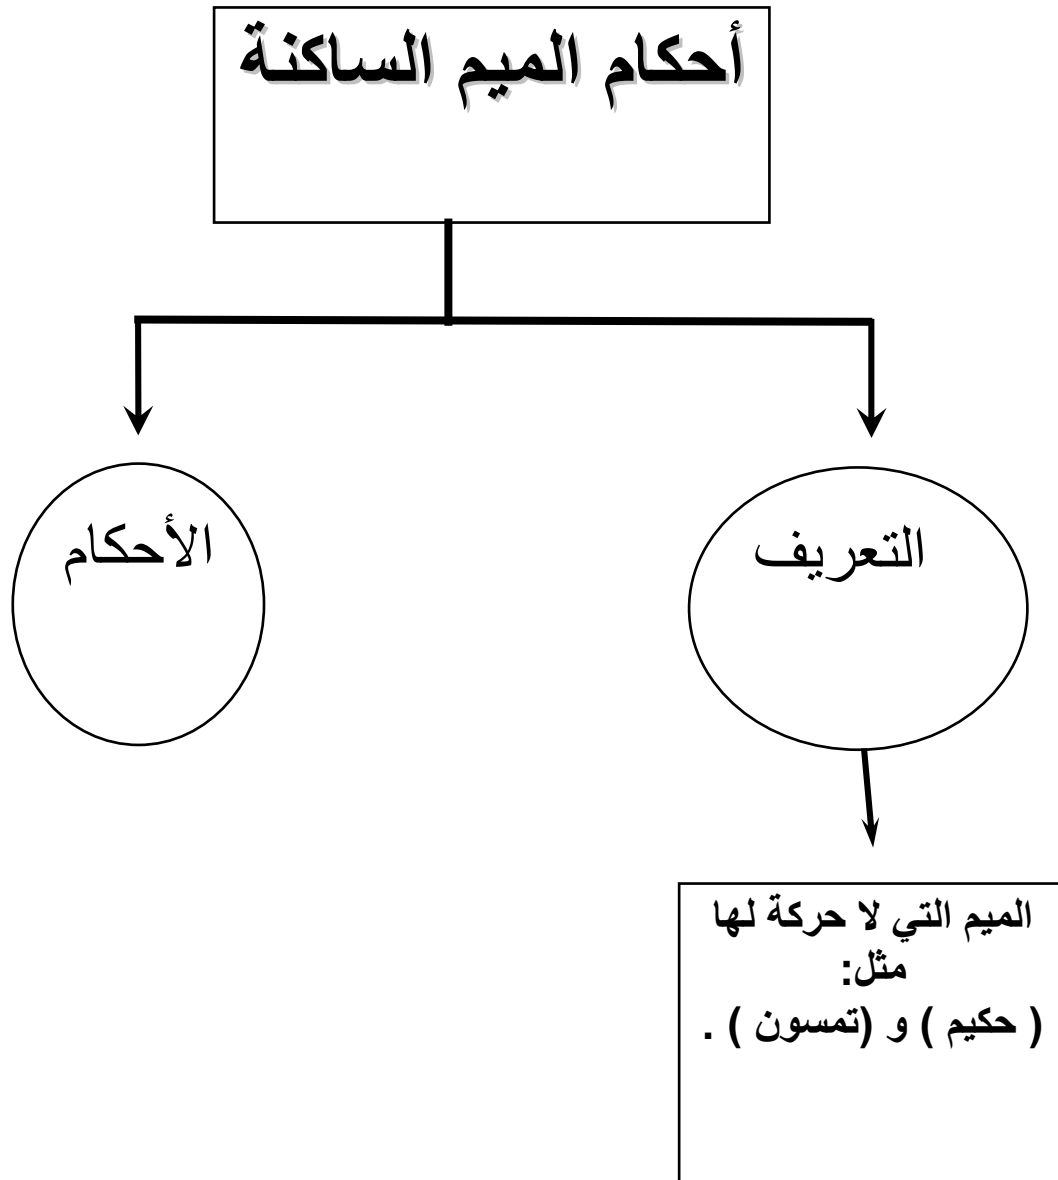 أحكام الميم الساكنة
التعريف
الأحكام
الميم التي لا حركة لها
مثل:
( حكيم ) و (تمسون ) .